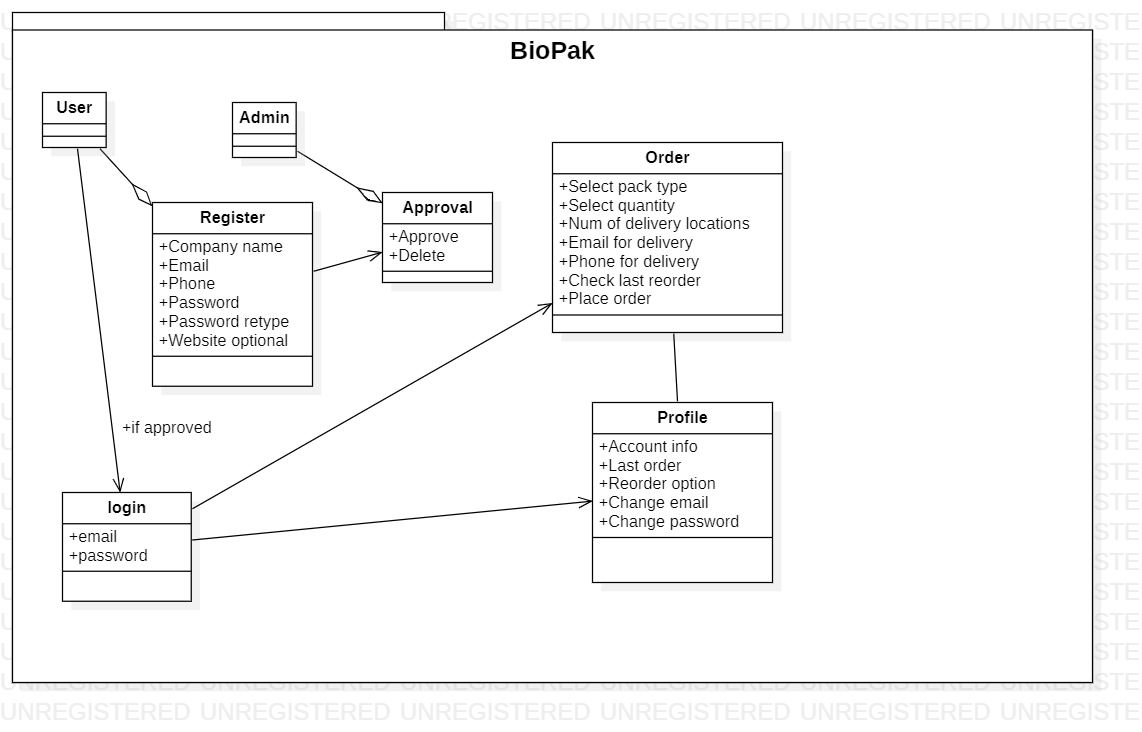 BioPak
User
Admin
Register
+Company name
+Email
+Phone
+Password
+Password retype
+Website optional
Approval
+Approve
+Delete
Order
+Select pack type
+Select quantity
+Num of delivery locations
+Email for delivery
+Phone for delivery
+Check last reorder
+Place order
+if approved
login
+email
+password
Profile
+Account info
+Last order
+Reorder option
+Change email
+Change password
UNREGISTERED UNREGISTERED UNREGISTERED UNREGISTERED UNREGISTERED